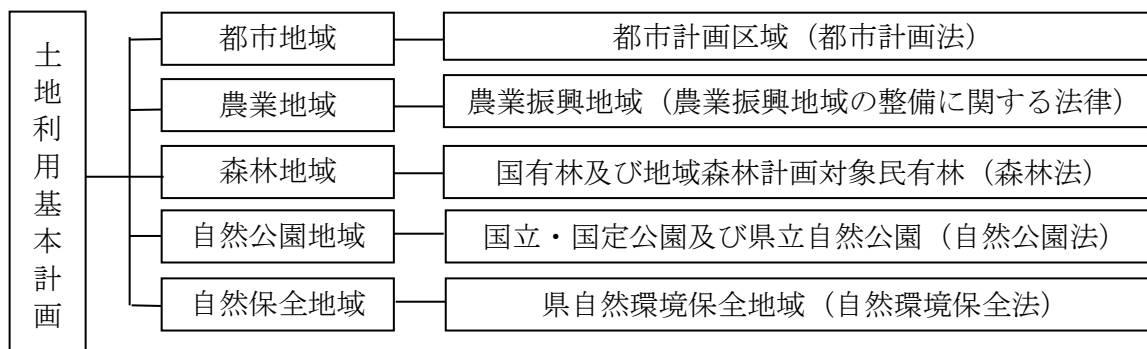 土地利用基本計画
都市地域
都市計画区域（都市計画法）
農業地域
農業振興地域（農業振興地域の整備に関する法律）
森林地域
国有林及び地域森林計画対象民有林（森林法）
自然公園地域
国立・国定公園及び県立自然公園（自然公園法）
自然保全地域
県自然環境保全地域（自然環境保全法）